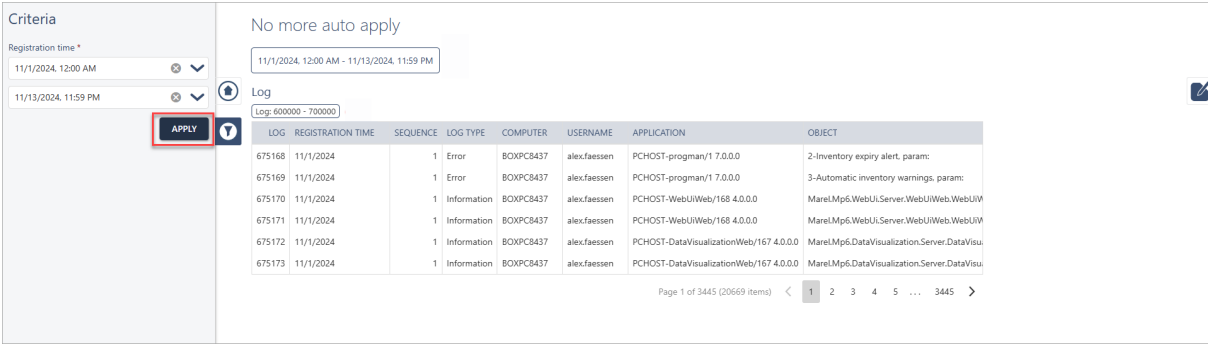 Criteria
Registration time *
11/1/2024, 12:00 AM
11/13/2024, 11:59 PM
APPLY
No more auto apply
11/1/2024, 12:00 AM - 11/13/2024, 11:59 PM
Log
Log: 600000 - 700000
LOG REGISTRATION TIME SEQUENCE LOG TYPE COMPUTER USERNAME APPLICATION OBJECT
675168 11/1/2024 1 Error BOXPC8437 alex.faessen PCHOST-progman/1 7.0.0.0 2-Inventory expiry alert, param:
675169 11/1/2024 1 Error BOXPC8437 alex.faessen PCHOST-progman/1 7.0.0.0 3-Automatic inventory warnings, param:
675170 11/1/2024 1 Information BOXPC8437 alex.faessen PCHOST-WebUiWeb/168 4.0.0.0 Marel.Mp6.WebUi.Server.WebUiWeb.WebUiW
675171 11/1/2024 1 Information BOXPC8437 alex.faessen PCHOST-WebUiWeb/168 4.0.0.0 Marel.Mp6.WebUi.Server.WebUiWeb.WebUiW
675172 11/1/2024 1 Information BOXPC8437 alex.faessen PCHOST-DataVisualizationWeb/167 4.0.0.0 Marel.Mp6.DataVisualization.Server.DataVisu
675173 11/1/2024 1 Information BOXPC8437 alex.faessen PCHOST-DataVisualizationWeb/167 4.0.0.0 Marel.Mp6.DataVisualization.Server.DataVisu
Page 1 of 3445 (20669 items) 1 2 3 4 5 ... 3445